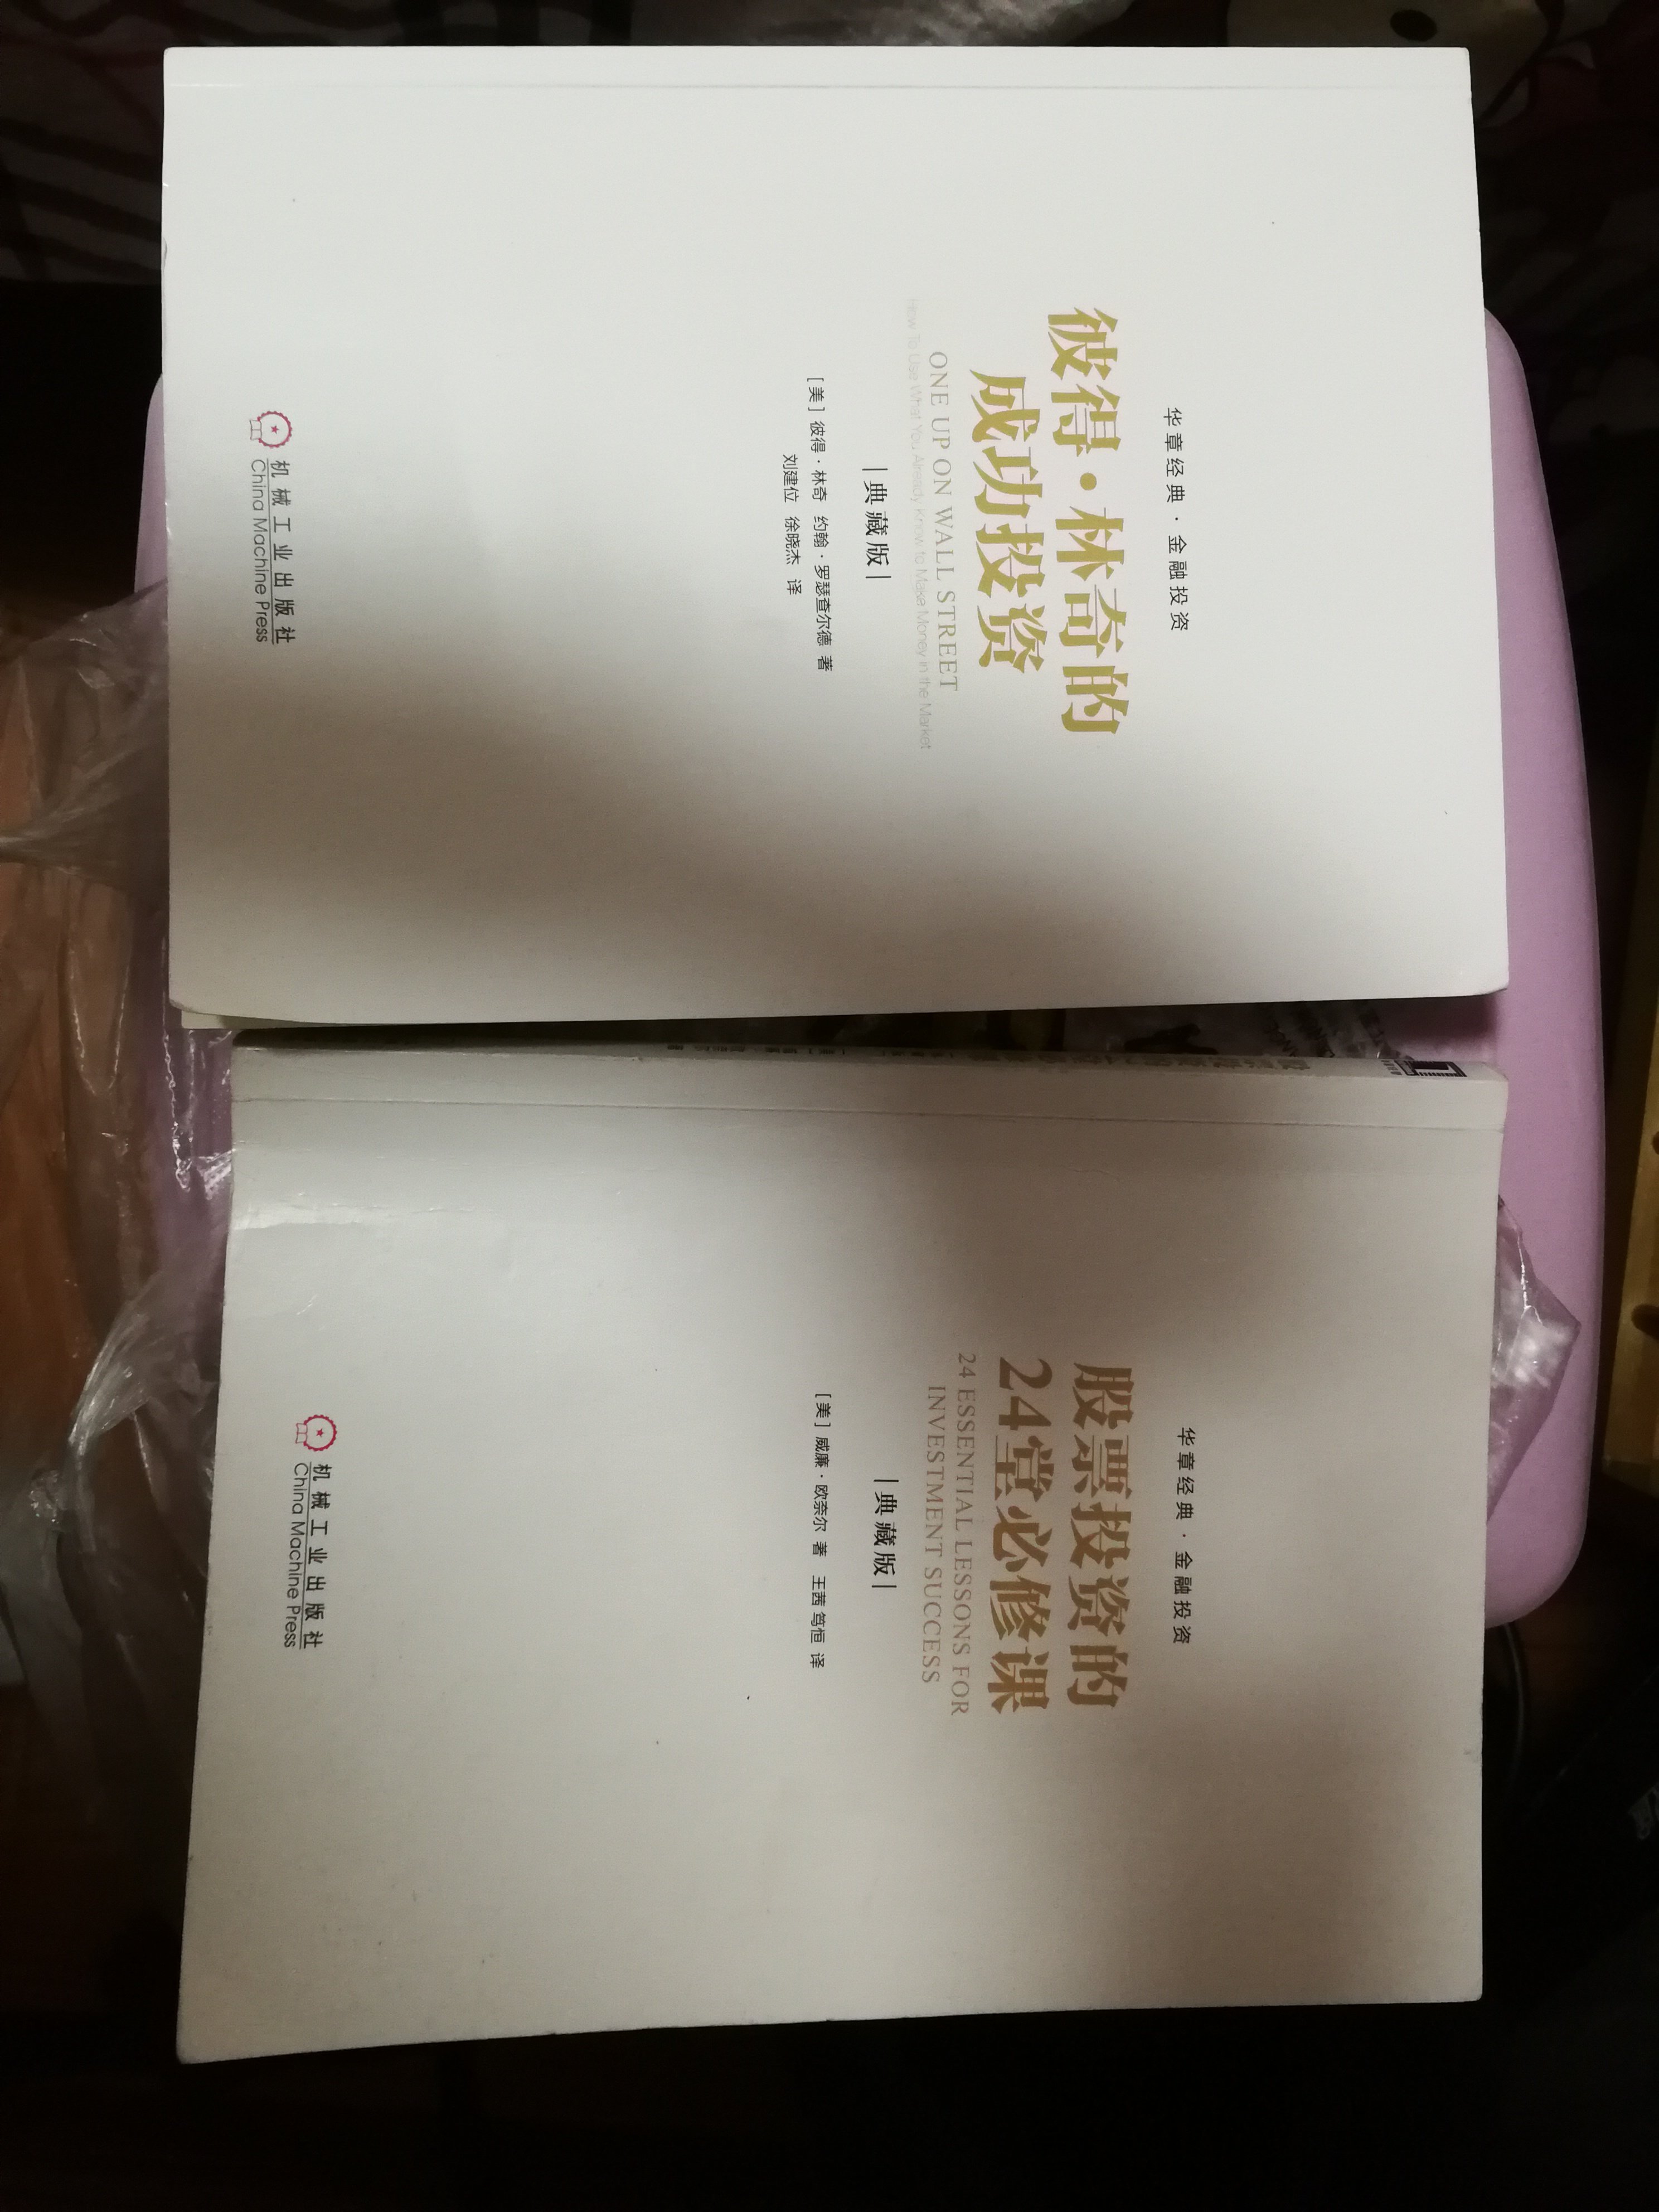 华章经典·金融投资
彼得·林奇的
成功投资
ONE UP ON WALL STREET
How To Use What You Already Know to Make Money in the Market
典藏版
[美] 彼得·林奇 约翰·罗瑟查尔德 著
刘建位 徐晓杰 译
机械工业出版社
China Machine Press
华章经典·金融投资
股票投资的
24堂必修课
24 ESSENTIAL LESSONS FOR
INVESTMENT SUCCESS
典藏版
[美] 威廉·欧奈尔 著 王茜 笃恒 译
机械工业出版社
China Machine Press